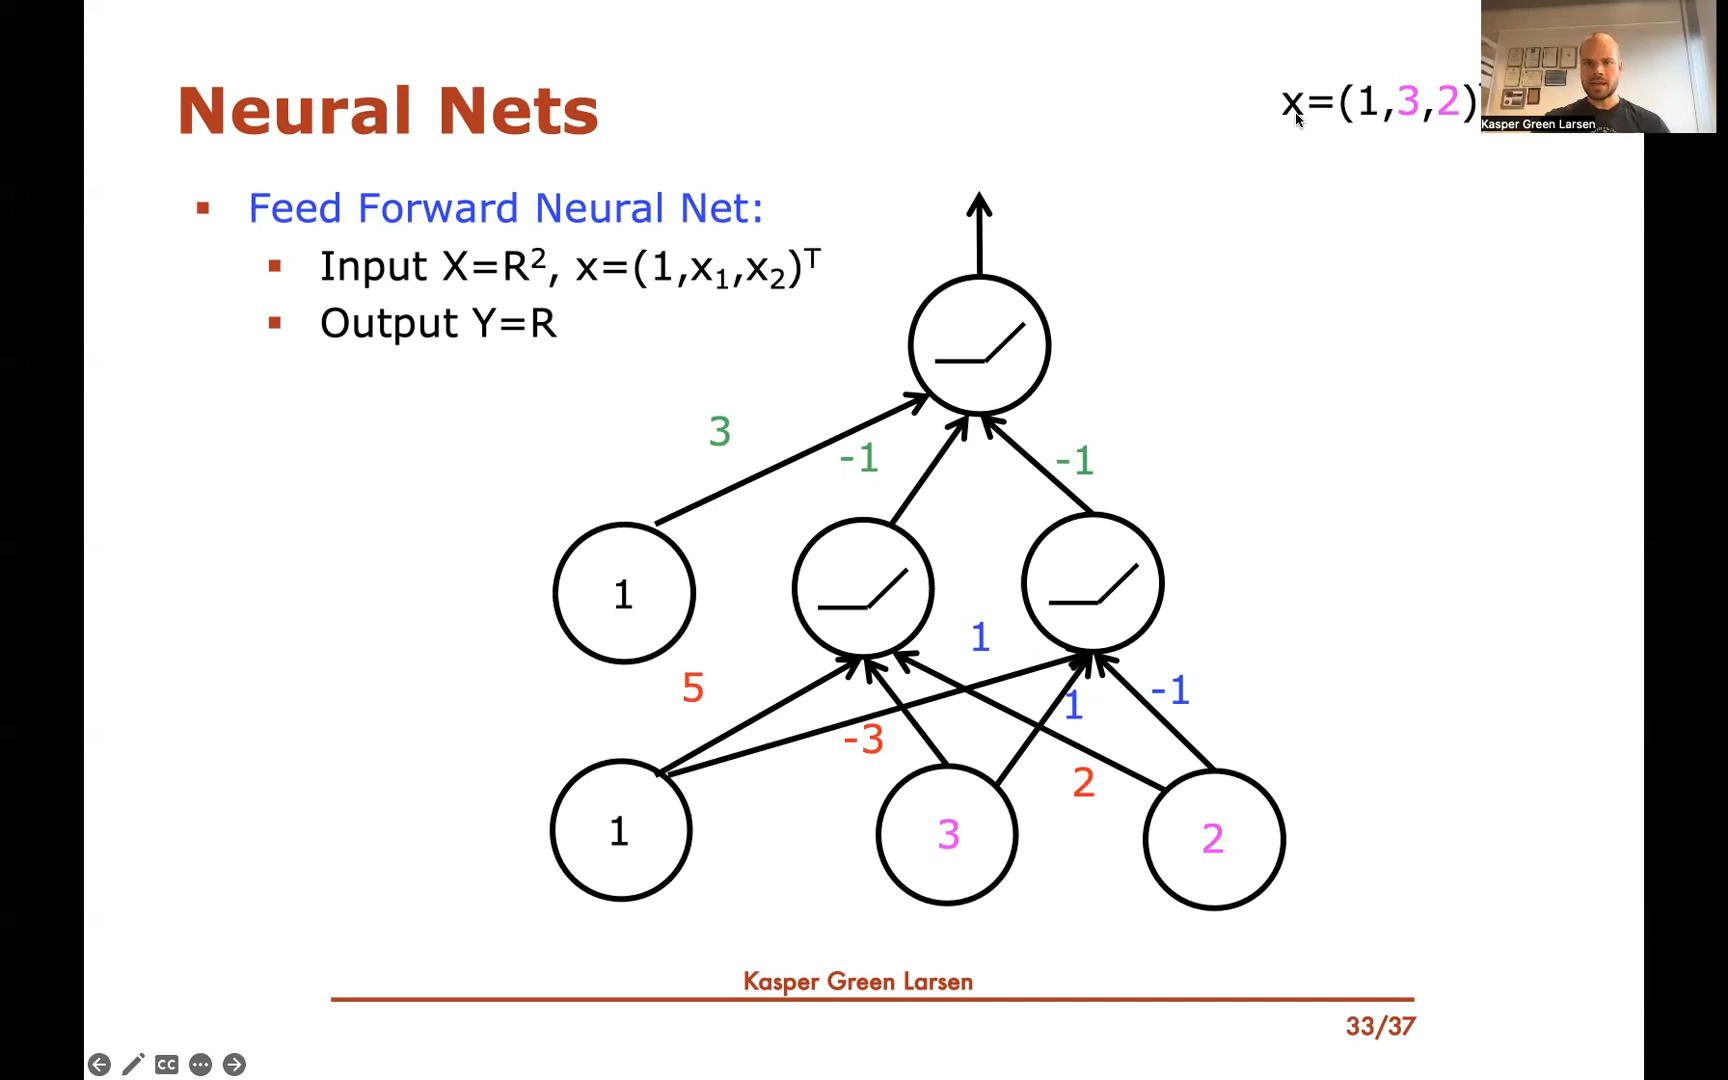 Neural Nets
x=(1,3,2)
Kasper Green Larsen
▪ Feed Forward Neural Net:
▪ Input X=R², x=(1,x₁,x₂)ᵀ
▪ Output Y=R
3
-1
-1
1
1
5
-3
1
-1
2
1
3
2
Kasper Green Larsen
33/37
CC